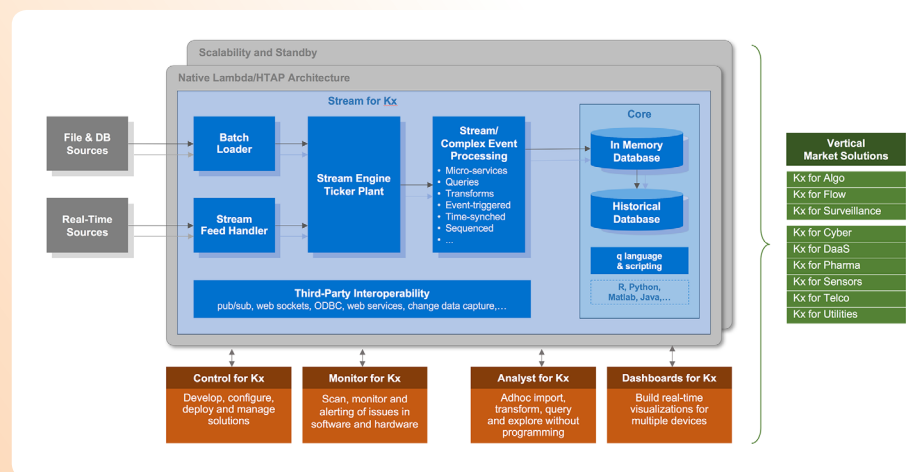 Scalability and Standby
Native Lambda/HTAP Architecture
Stream for Kx
File & DB
Sources
Real-Time
Sources
Batch
Loader
Stream
Feed Handler
Stream Engine
Ticker Plant
Stream/
Complex Event
Processing
• Micro-services
• Queries
• Transforms
• Event-triggered
• Time-synched
• Sequenced
• ...
Core
In Memory
Database
Historical
Database
q language
& scripting
R, Python,
Matlab, Java,...
Third-Party Interoperability
pub/sub, web sockets, ODBC, web services, change data capture,...
Control for Kx
Develop, configure,
deploy and manage
solutions
Monitor for Kx
Scan, monitor and
alerting of issues in
software and hardware
Analyst for Kx
Adhoc import,
transform, query
and explore without
programming
Dashboards for Kx
Build real-time
visualizations for
multiple devices
Vertical
Market Solutions
Kx for Algo
Kx for Flow
Kx for Surveillance
Kx for Cyber
Kx for DaaS
Kx for Pharma
Kx for Sensors
Kx for Telco
Kx for Utilities